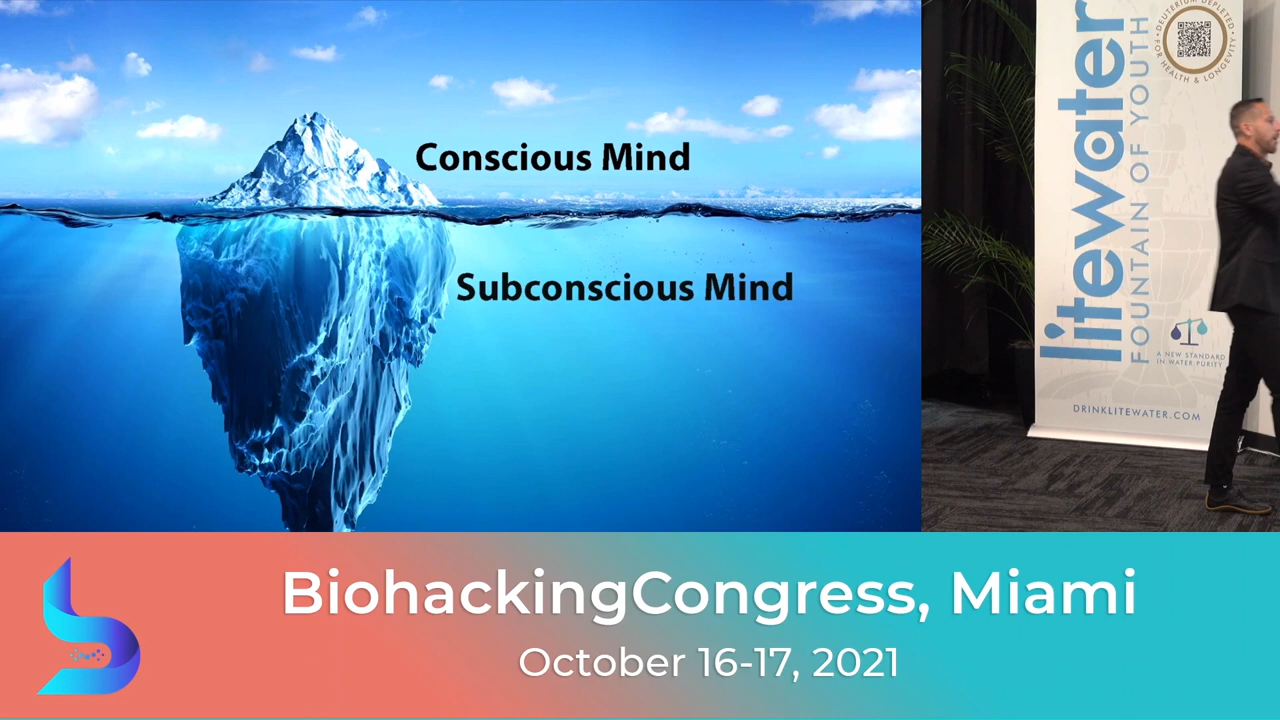 Conscious Mind
Subconscious Mind
litewater
FOUNTAIN OF YOUTH
• DEUTERIUM DEPLETED •
FOR HEALTH & LONGEVITY
A NEW STANDARD
IN WATER PURITY
DRINKLITEWATER.COM
BiohackingCongress, Miami
October 16-17, 2021